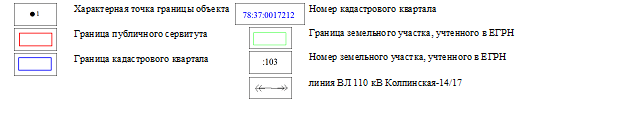 1 Характерная точка границы объекта
Граница публичного сервитута
Граница кадастрового квартала
78:37:0017212 Номер кадастрового квартала
Граница земельного участка, учтенного в ЕГРН
:103 Номер земельного участка, учтенного в ЕГРН
линия ВЛ 110 кВ Колпинская-14/17